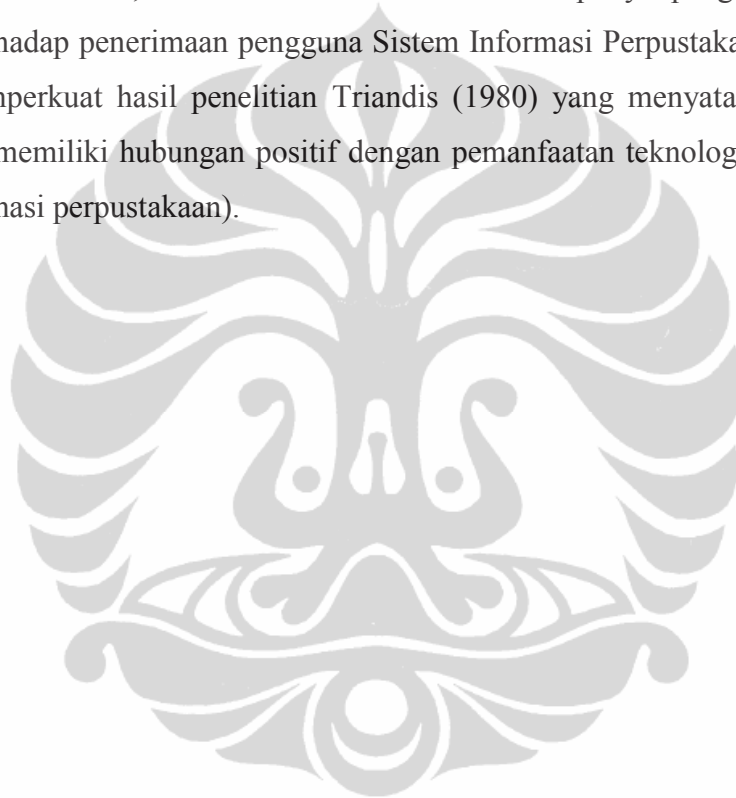 hadap penerimaan pengguna Sistem Informasi Perpustaka
nperkuat hasil penelitian Triandis (1980) yang menyata
memiliki hubungan positif dengan pemanfaatan teknolog
nasi perpustakaan).